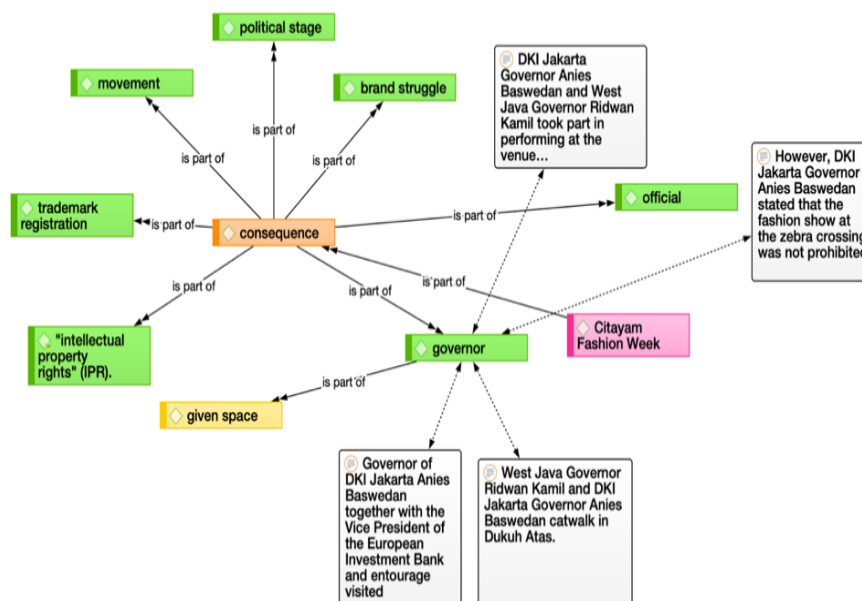 political stage
movement
brand struggle
DKI Jakarta
Governor Anies
Baswedan and West
Java Governor Ridwan
Kamil took part in
performing at the
venue...
However, DKI
Jakarta Governor
Anies Baswedan
stated that the
fashion show at
the zebra crossing
was not prohibited
is part of
is part of
is part of
trademark
registration
is part of
consequence
is part of
official
is part of
is part of
is part of
"intellectual
property
rights" (IPR).
governor
Citayam
Fashion Week
is part of
given space
Governor of
DKI Jakarta Anies
Baswedan
together with the
Vice President of
the European
Investment Bank
and entourage
visited
West Java Governor
Ridwan Kamil and DKI
Jakarta Governor Anies
Baswedan catwalk in
Dukuh Atas.